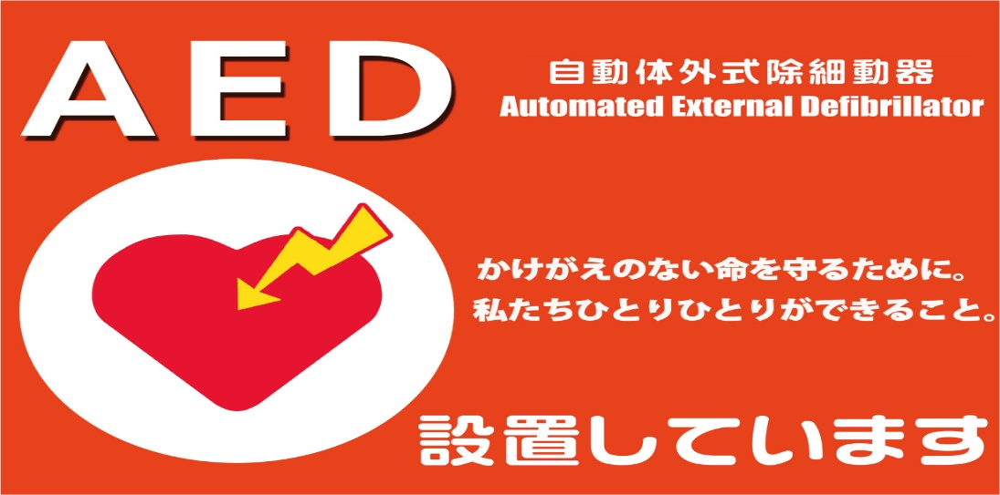 AED
自動体外式除細動器
Automated External Defibrillator
かけがえのない命を守るために。
私たちひとりひとりができること。
設置しています